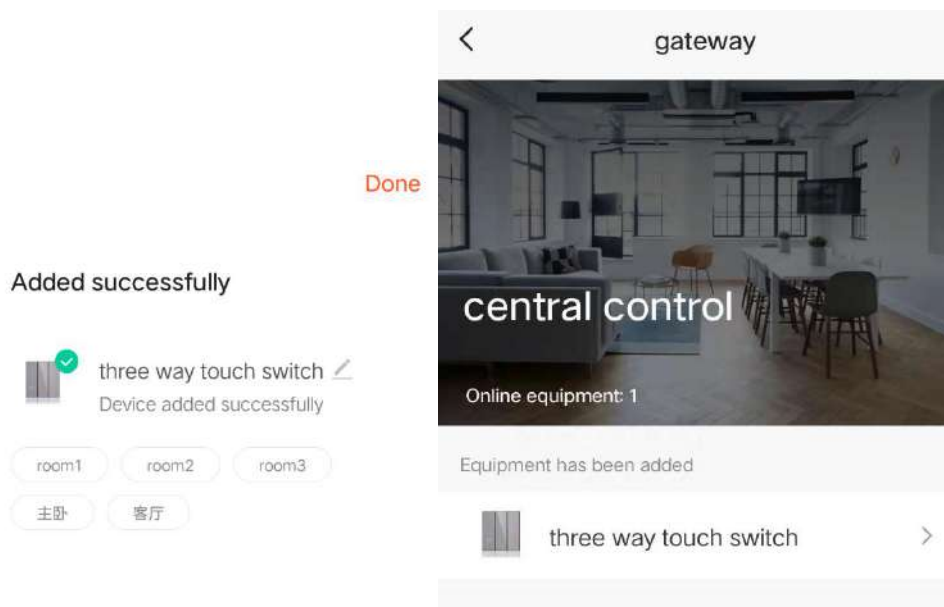 Done
Added successfully
three way touch switch
Device added successfully
room1 room2 room3
主卧 客厅
gateway
central control
Online equipment: 1
Equipment has been added
three way touch switch